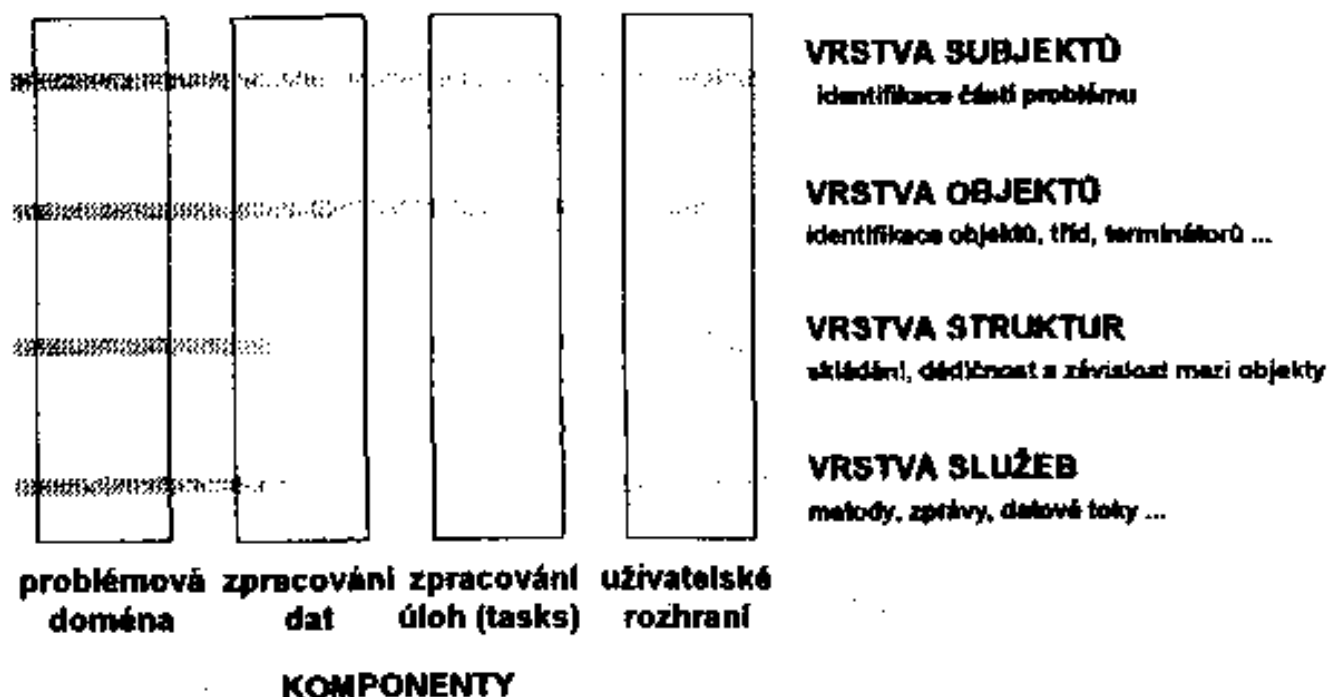 VRSTVA SUBJEKTŮ
identifikace částí problému
VRSTVA OBJEKTŮ
identifikace objektů, tříd, terminátorů ...
VRSTVA STRUKTUR
skládání, dědičnost a závislost mezi objekty
VRSTVA SLUŽEB
metody, zprávy, datové toky ...
problémová zpracování zpracování uživatelské
doména dat úloh (tasks) rozhraní
KOMPONENTY